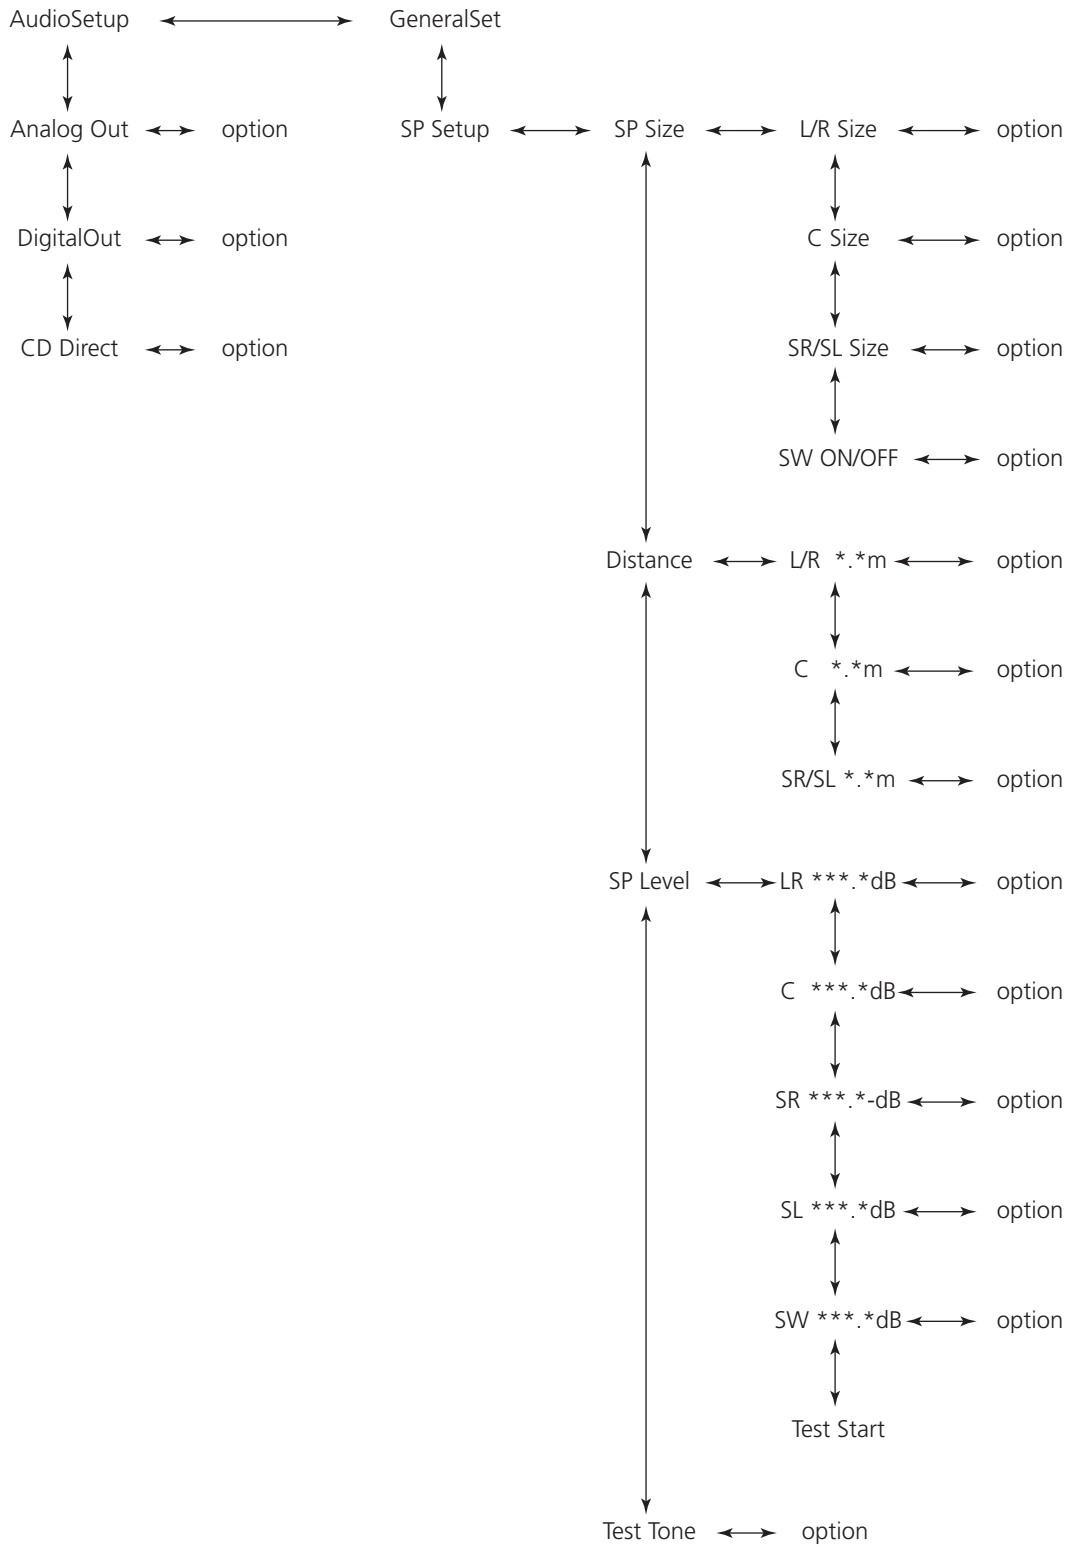 AudioSetup GeneralSet
Analog Out option SP Setup SP Size L/R Size option
DigitalOut option C Size option
CD Direct option SR/SL Size option
SW ON/OFF option
Distance L/R *.*m option
C *.*m option
SR/SL *.*m option
SP Level LR ***.*dB option
C ***.*dB option
SR ***.*-dB option
SL ***.*dB option
SW ***.*dB option
Test Start
Test Tone option